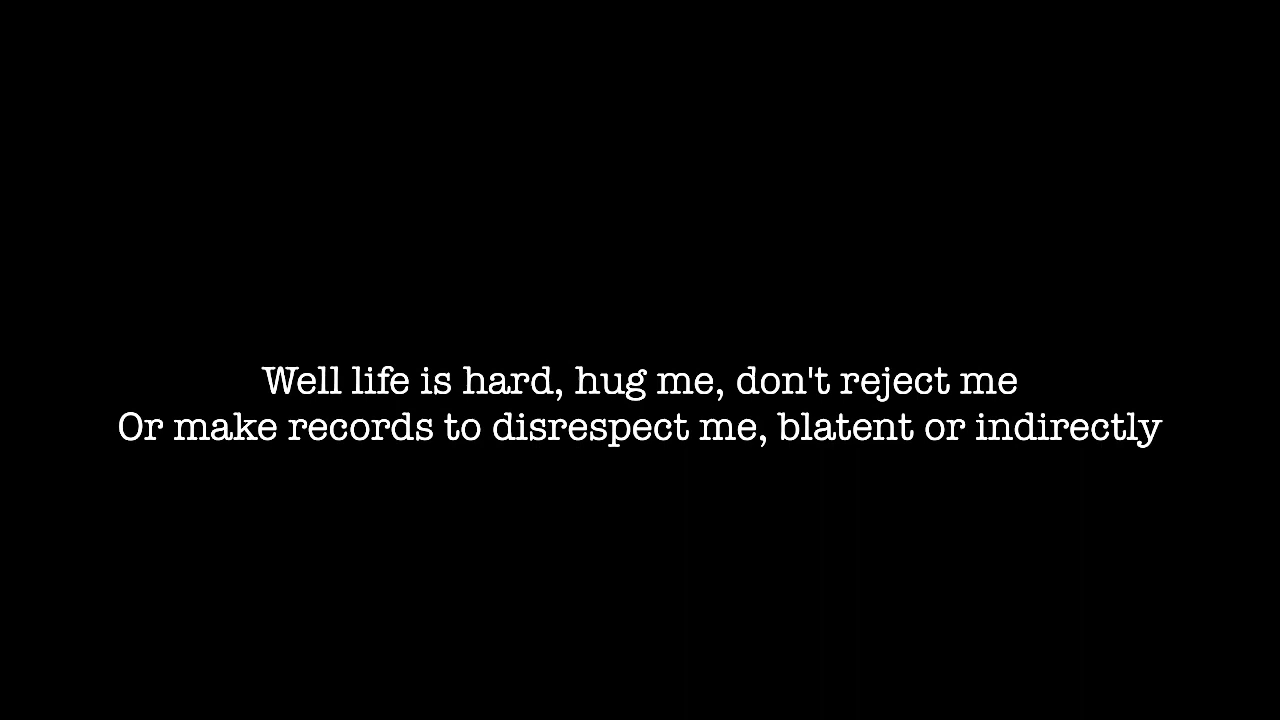 Well life is hard, hug me, don't reject me
Or make records to disrespect me, blatent or indirectly